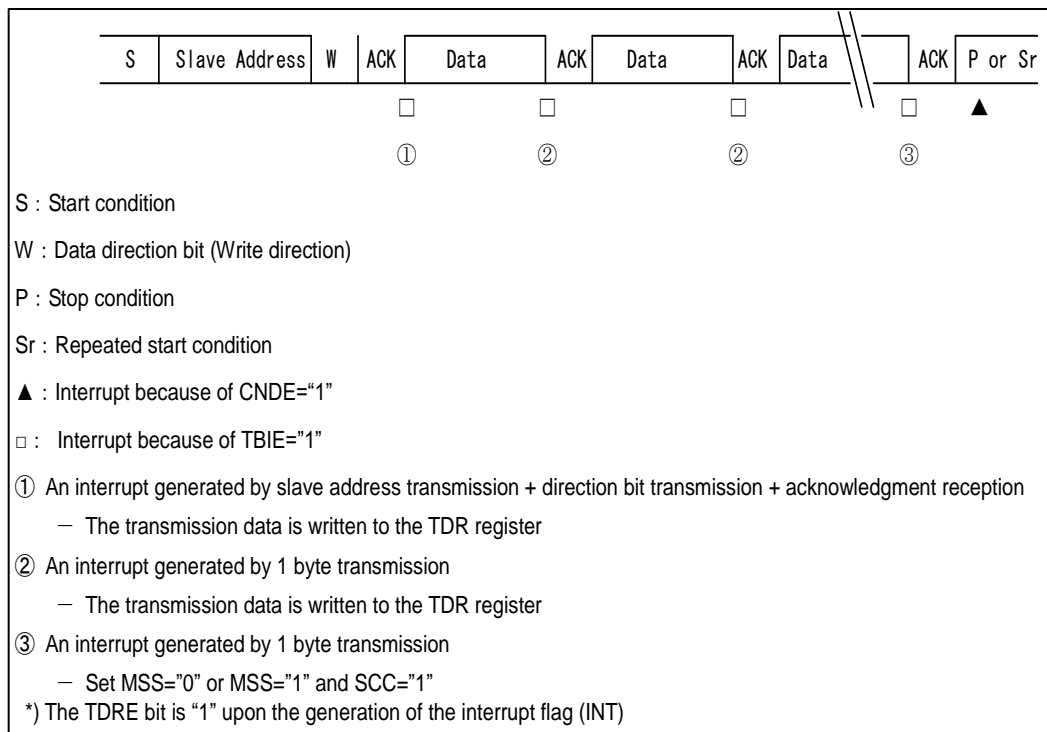 S Slave Address W ACK Data ACK Data ACK Data ACK P or Sr
□ □ □ □ ▲
① ② ② ③
S : Start condition
W : Data direction bit (Write direction)
P : Stop condition
Sr : Repeated start condition
▲ : Interrupt because of CNDE=“1”
□ : Interrupt because of TBIE=”1”
① An interrupt generated by slave address transmission + direction bit transmission + acknowledgment reception
－ The transmission data is written to the TDR register
② An interrupt generated by 1 byte transmission
－ The transmission data is written to the TDR register
③ An interrupt generated by 1 byte transmission
－ Set MSS=”0” or MSS=”1” and SCC=”1”
*) The TDRE bit is “1” upon the generation of the interrupt flag (INT)